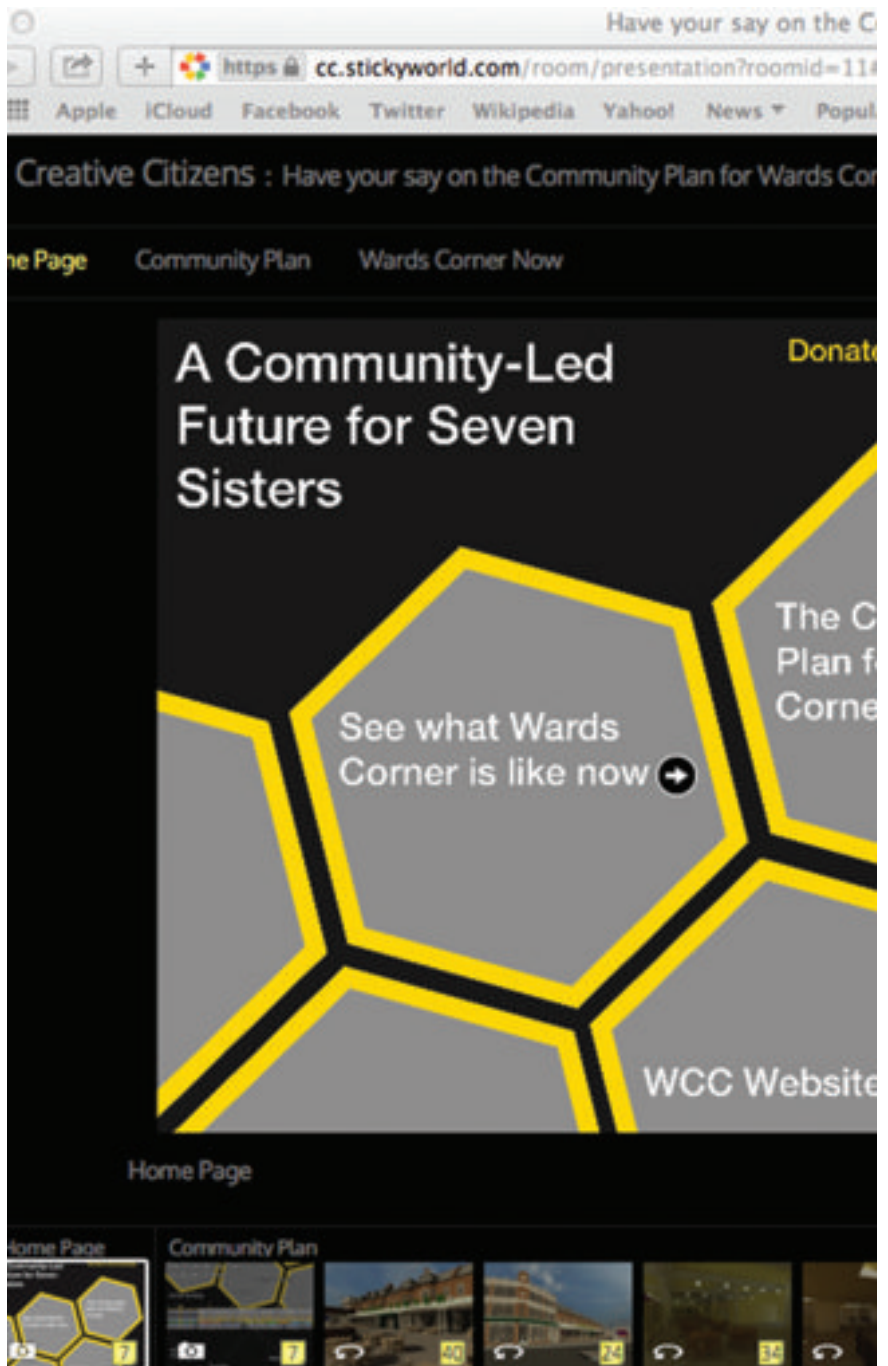 Have your say on the C
https cc.stickyworld.com/room/presentation?roomid=11#
Apple iCloud Facebook Twitter Wikipedia Yahoo! News Popul
Creative Citizens : Have your say on the Community Plan for Wards Cor
ne Page Community Plan Wards Corner Now
A Community-Led
Future for Seven
Sisters
Donate
The C
Plan f
Corne
See what Wards
Corner is like now
WCC Website
Home Page
Home Page Community Plan
7 7 40 24 34